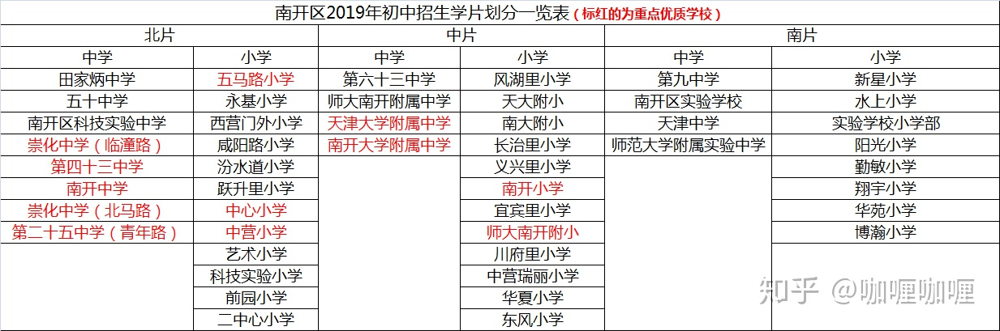 南开区2019年初中招生学片划分一览表（标红的为重点优质学校）
北片 中片 南片
中学 小学 中学 小学 中学 小学
田家炳中学 五马路小学 第六十三中学 风湖里小学 第九中学 新星小学
五十中学 永基小学 师大南开附属中学 天大附小 南开区实验学校 水上小学
南开区科技实验中学 西营门外小学 天津大学附属中学 南大附小 天津中学 实验学校小学部
崇化中学（临潼路） 咸阳路小学 南开大学附属中学 长治里小学 师范大学附属实验中学 阳光小学
第四十三中学 汾水道小学 义兴里小学 勤敏小学
南开中学 跃升里小学 南开小学 翔宇小学
崇化中学（北马路） 中心小学 宜宾里小学 华苑小学
第二十五中学（青年路） 中营小学 师大南开附小 博瀚小学
艺术小学 川府里小学
科技实验小学 中营瑞丽小学
前园小学 华夏小学
二中心小学 东风小学
知乎 @咖喱咖喱